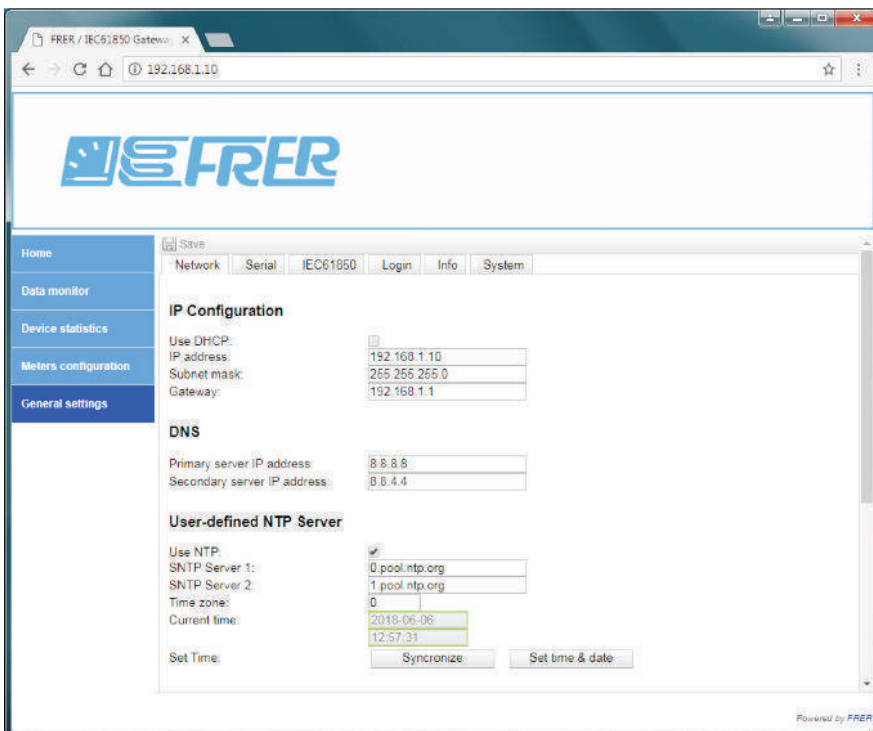 FRER / IEC61850 Gateway
192.168.1.10
FRER
Home
Data monitor
Device statistics
Meters configuration
General settings
Save
Network Serial IEC61850 Login Info System
IP Configuration
Use DHCP:
IP address: 192.168.1.10
Subnet mask: 255.255.255.0
Gateway: 192.168.1.1
DNS
Primary server IP address: 8.8.8.8
Secondary server IP address: 8.8.4.4
User-defined NTP Server
Use NTP:
SNTP Server 1: 0.pool.ntp.org
SNTP Server 2: 1.pool.ntp.org
Time zone: 0
Current time: 2018-06-06
12:57:31
Set Time: Syncronize Set time & date
Powered by FRER